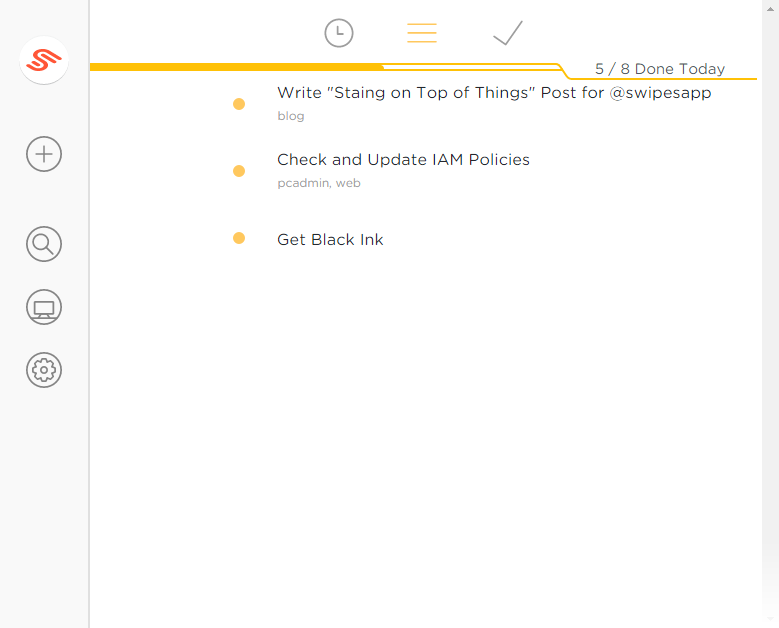 5 / 8 Done Today
Write "Staing on Top of Things" Post for @swipesapp
blog
Check and Update IAM Policies
pcadmin, web
Get Black Ink